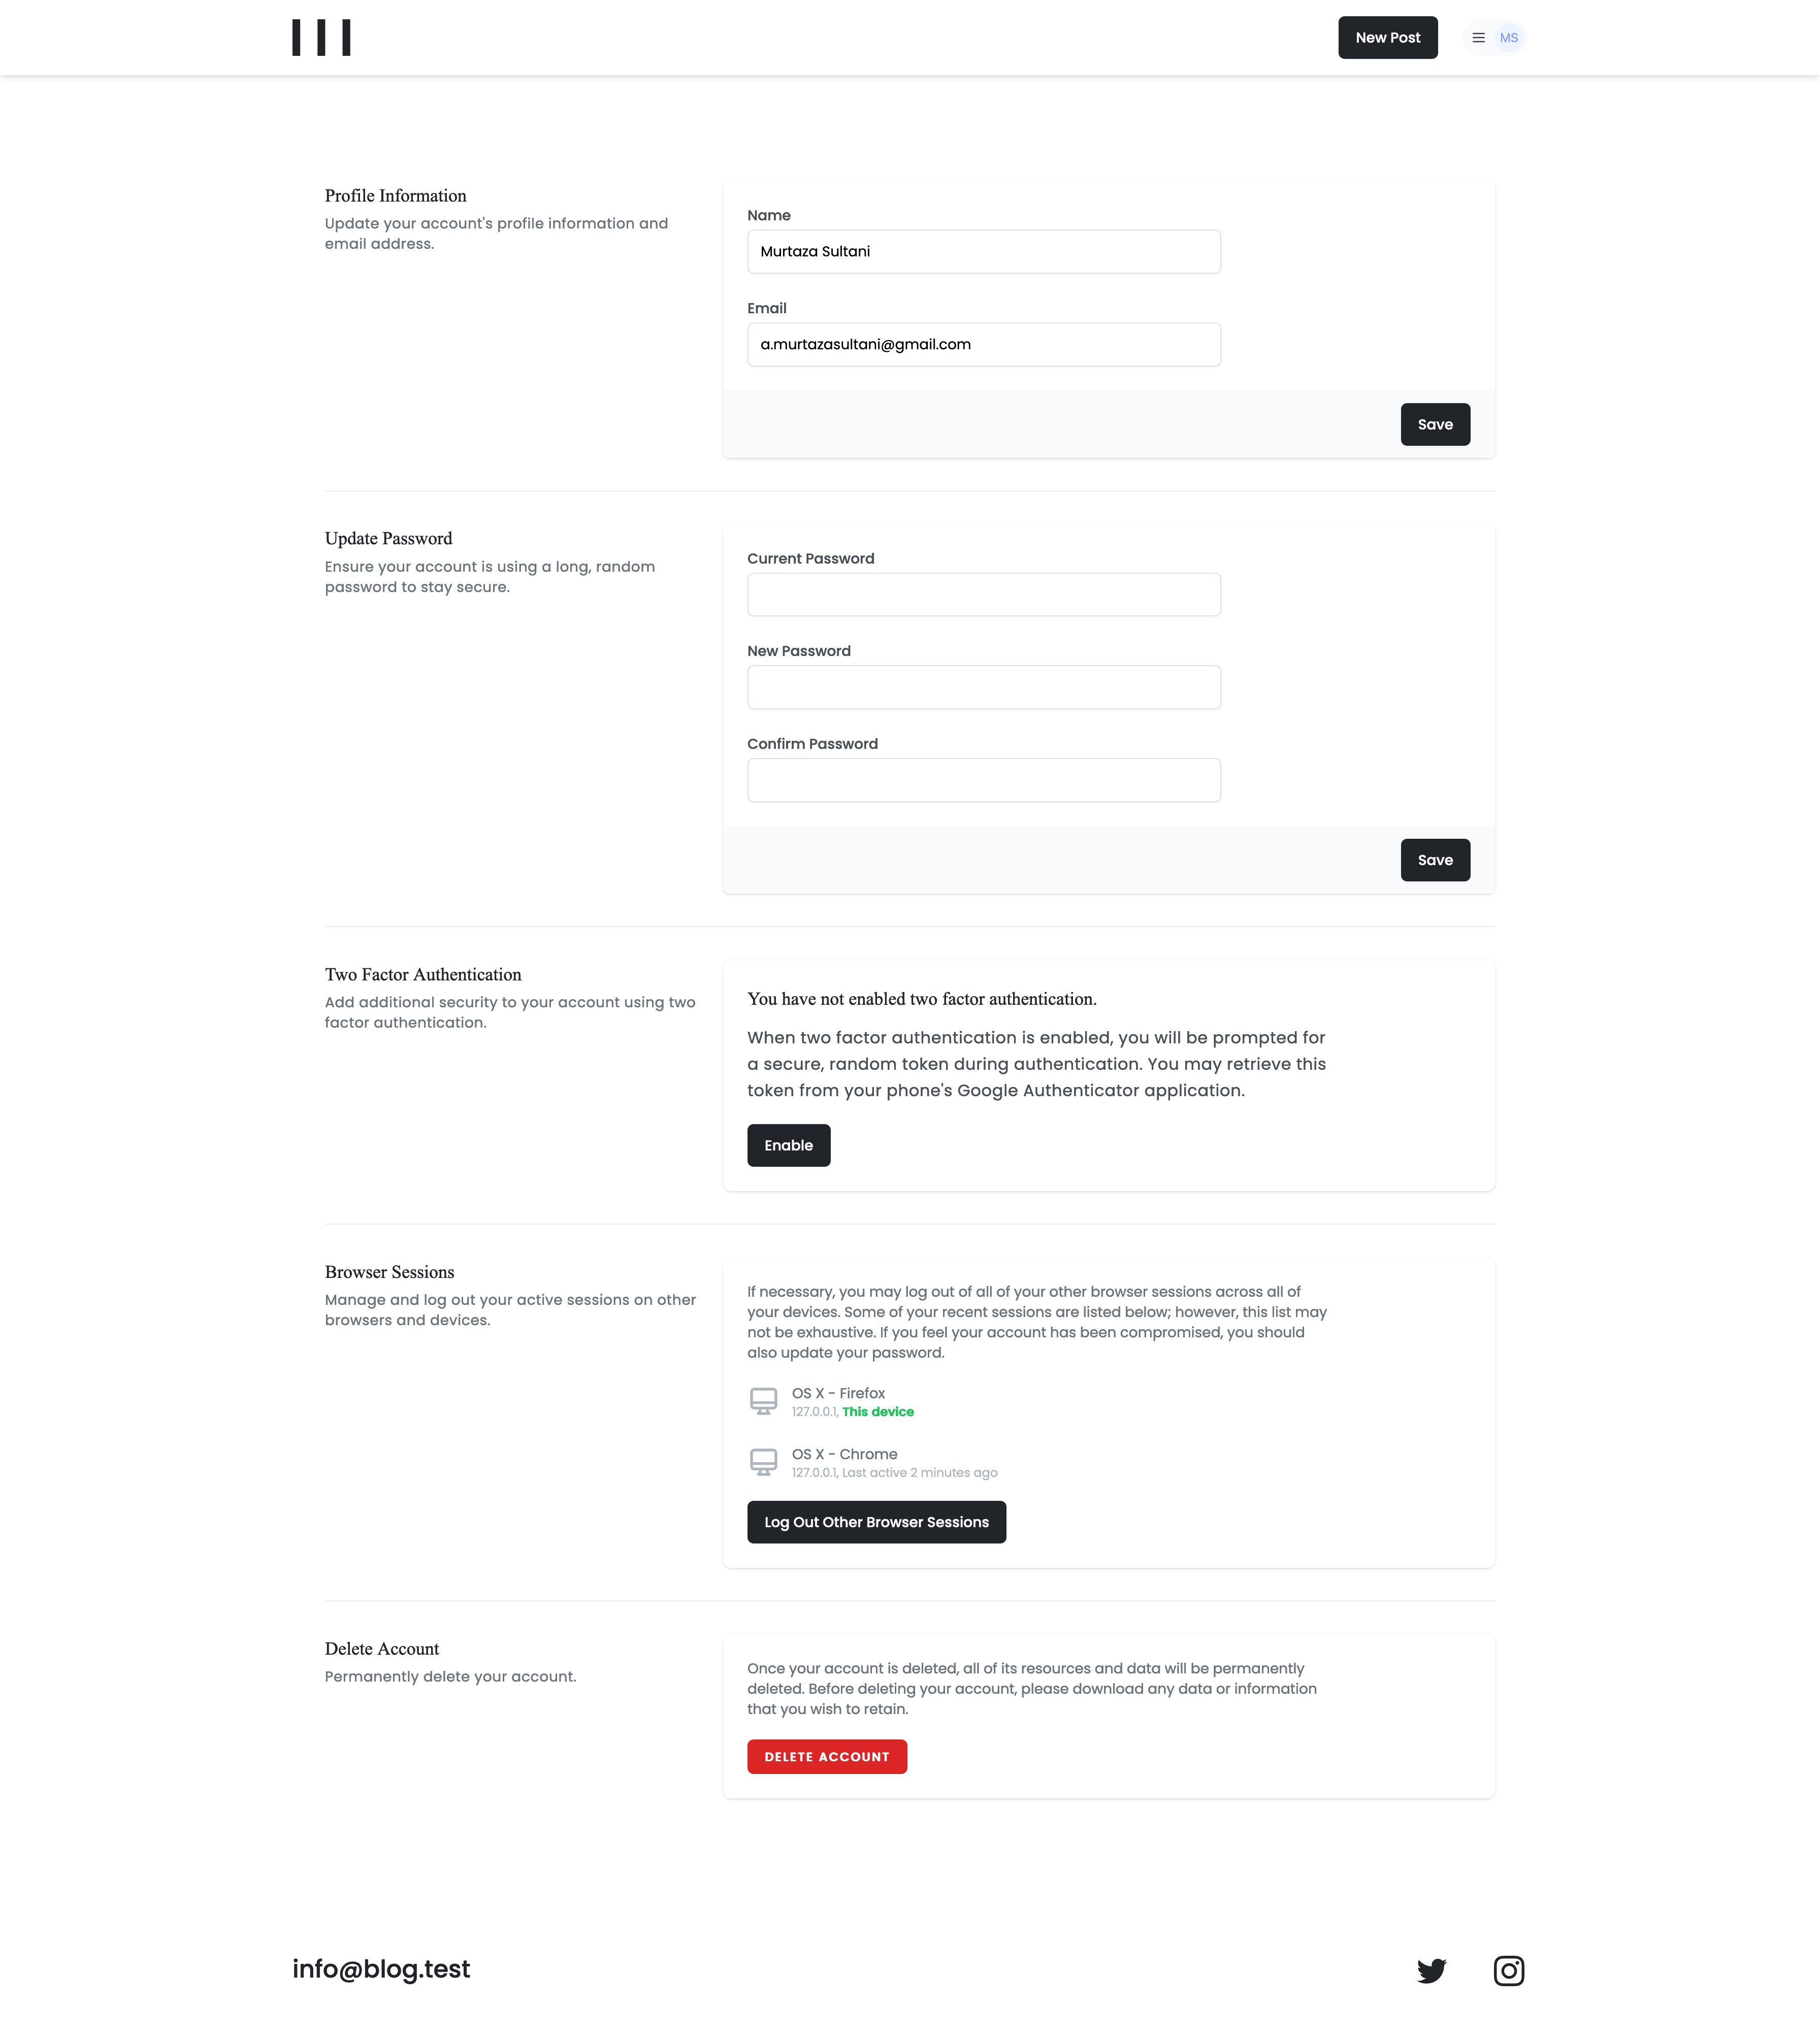 New Post
MS
Profile Information
Update your account's profile information and
email address.
Name
Murtaza Sultani
Email
a.murtazasultani@gmail.com
Save
Update Password
Ensure your account is using a long, random
password to stay secure.
Current Password
New Password
Confirm Password
Save
Two Factor Authentication
Add additional security to your account using two
factor authentication.
You have not enabled two factor authentication.
When two factor authentication is enabled, you will be prompted for
a secure, random token during authentication. You may retrieve this
token from your phone's Google Authenticator application.
Enable
Browser Sessions
Manage and log out your active sessions on other
browsers and devices.
If necessary, you may log out of all of your other browser sessions across all of
your devices. Some of your recent sessions are listed below; however, this list may
not be exhaustive. If you feel your account has been compromised, you should
also update your password.
OS X - Firefox
127.0.0.1, This device
OS X - Chrome
127.0.0.1, Last active 2 minutes ago
Log Out Other Browser Sessions
Delete Account
Permanently delete your account.
Once your account is deleted, all of its resources and data will be permanently
deleted. Before deleting your account, please download any data or information
that you wish to retain.
DELETE ACCOUNT
info@blog.test